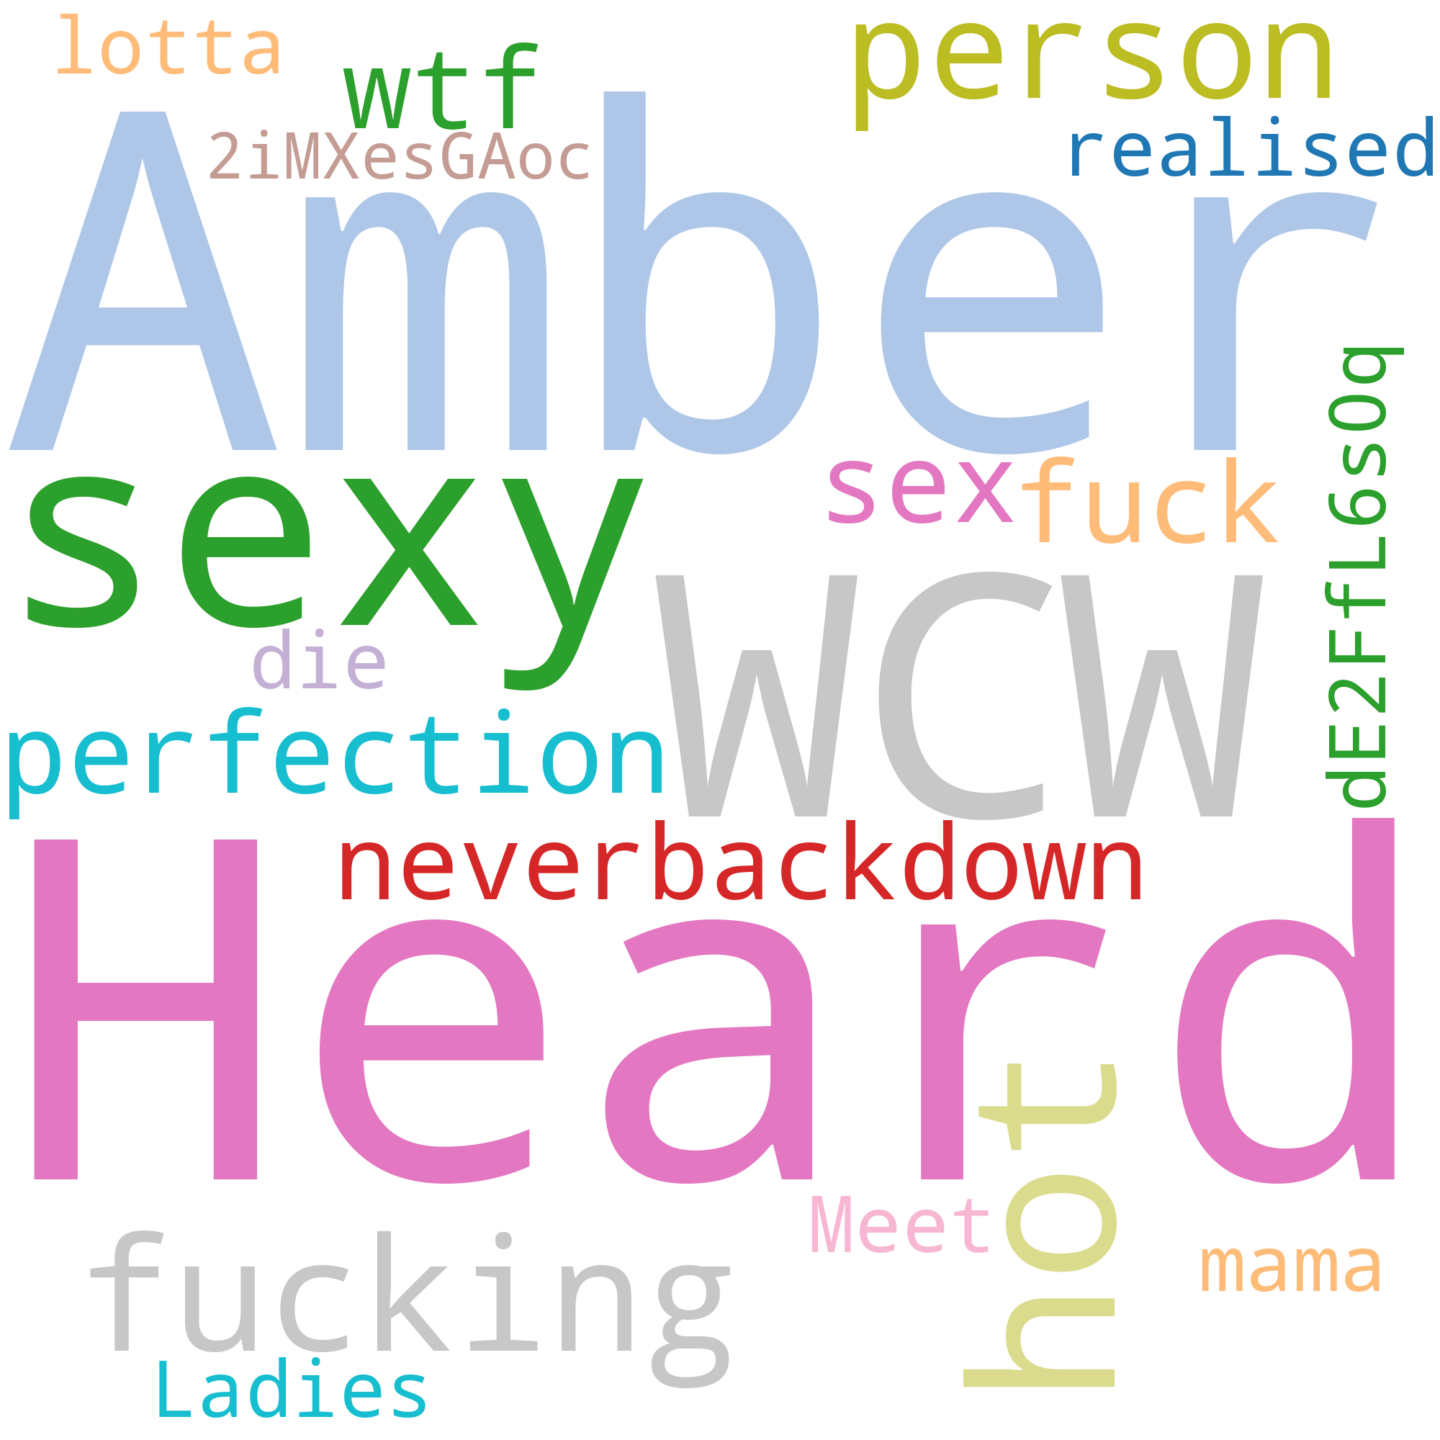 lotta
wtf
person
2iMXesGAoc
realised
Amber
sexy
sex
fuck
dE2FfL6sOq
WCW
die
perfection
neverbackdown
Heard
hot
Meet
fucking
mama
Ladies